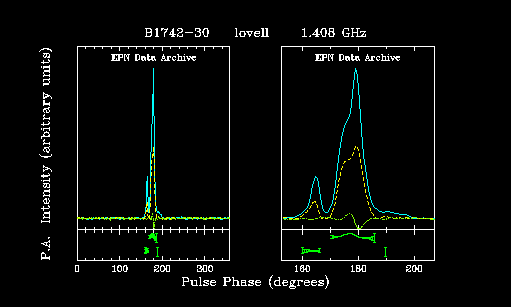 B1742-30 lovell 1.408 GHz
EPN Data Archive
EPN Data Archive
P.A. Intensity (arbitrary units)
0 100 200 300
160 180 200
Pulse Phase (degrees)